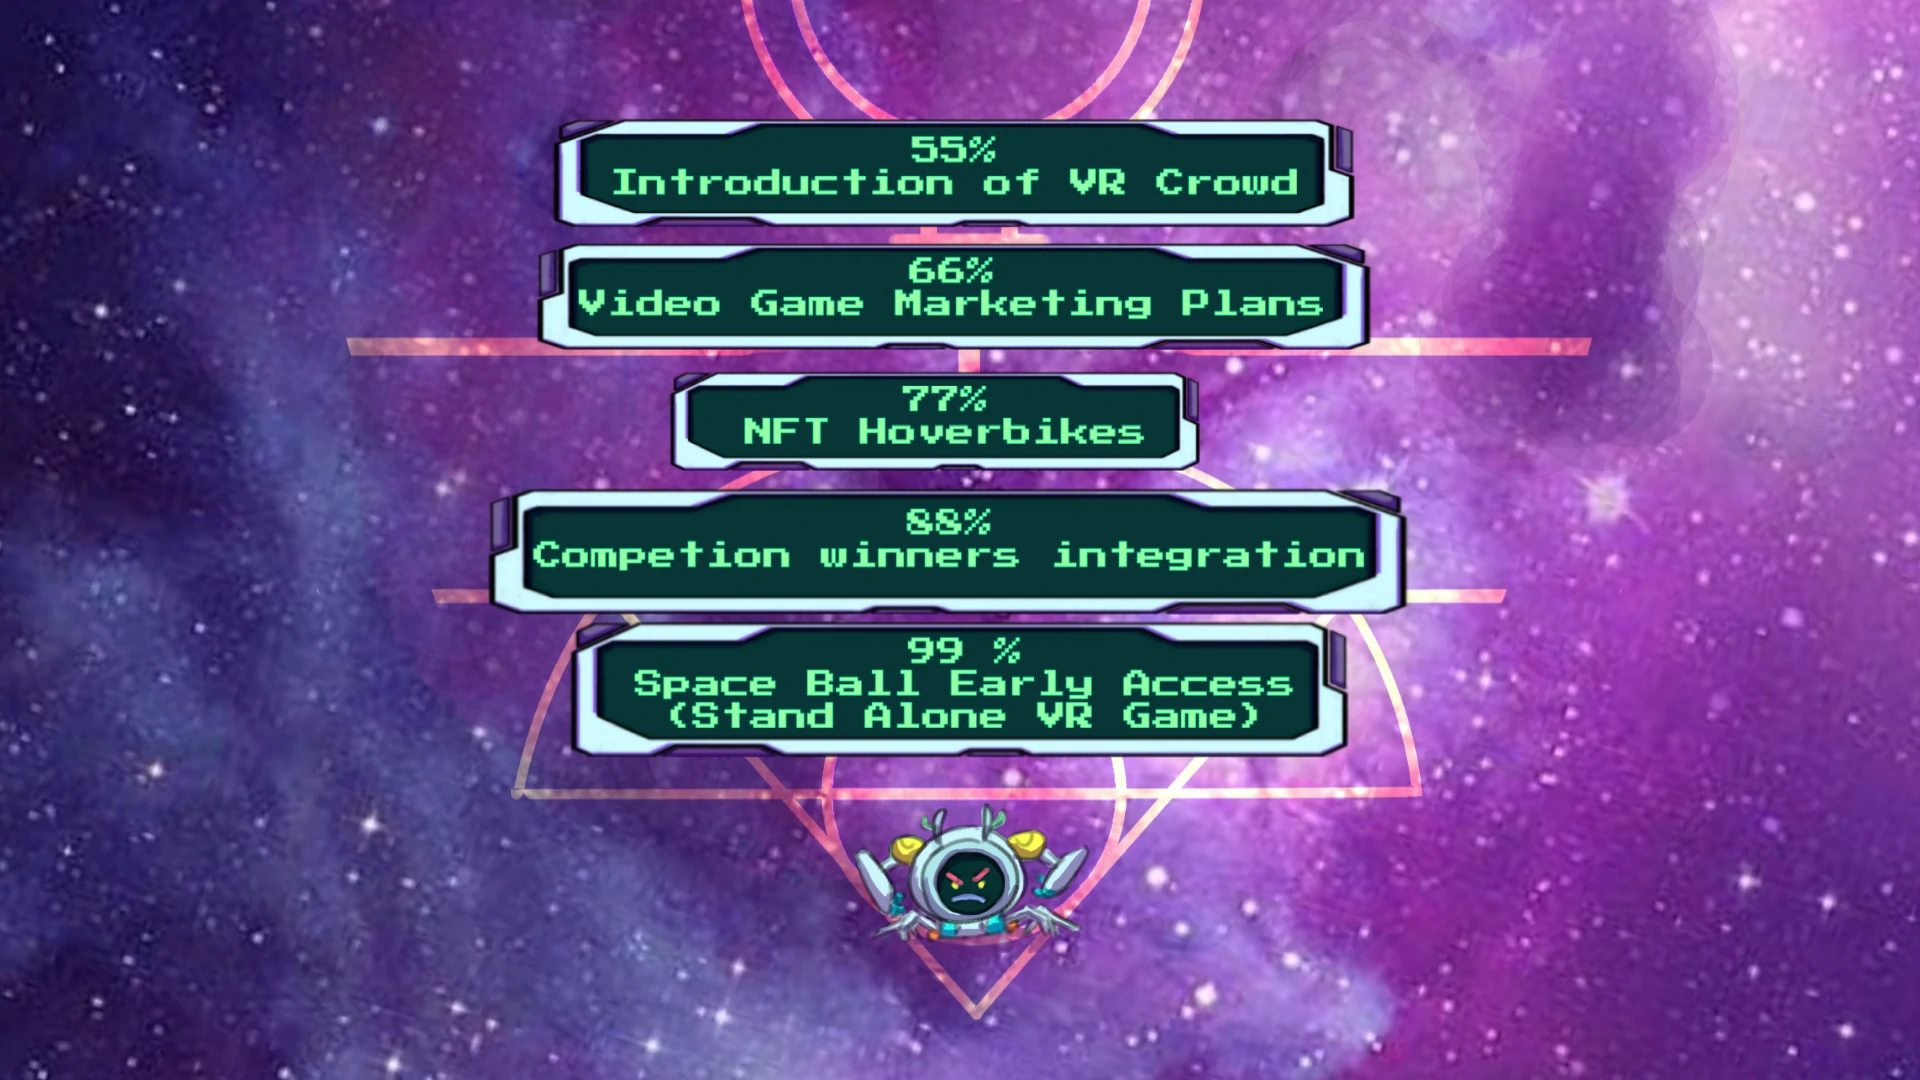 55%
Introduction of VR Crowd
66%
Video Game Marketing Plans
77%
NFT Hoverbikes
88%
Competion winners integration
99 %
Space Ball Early Access
(Stand Alone VR Game)